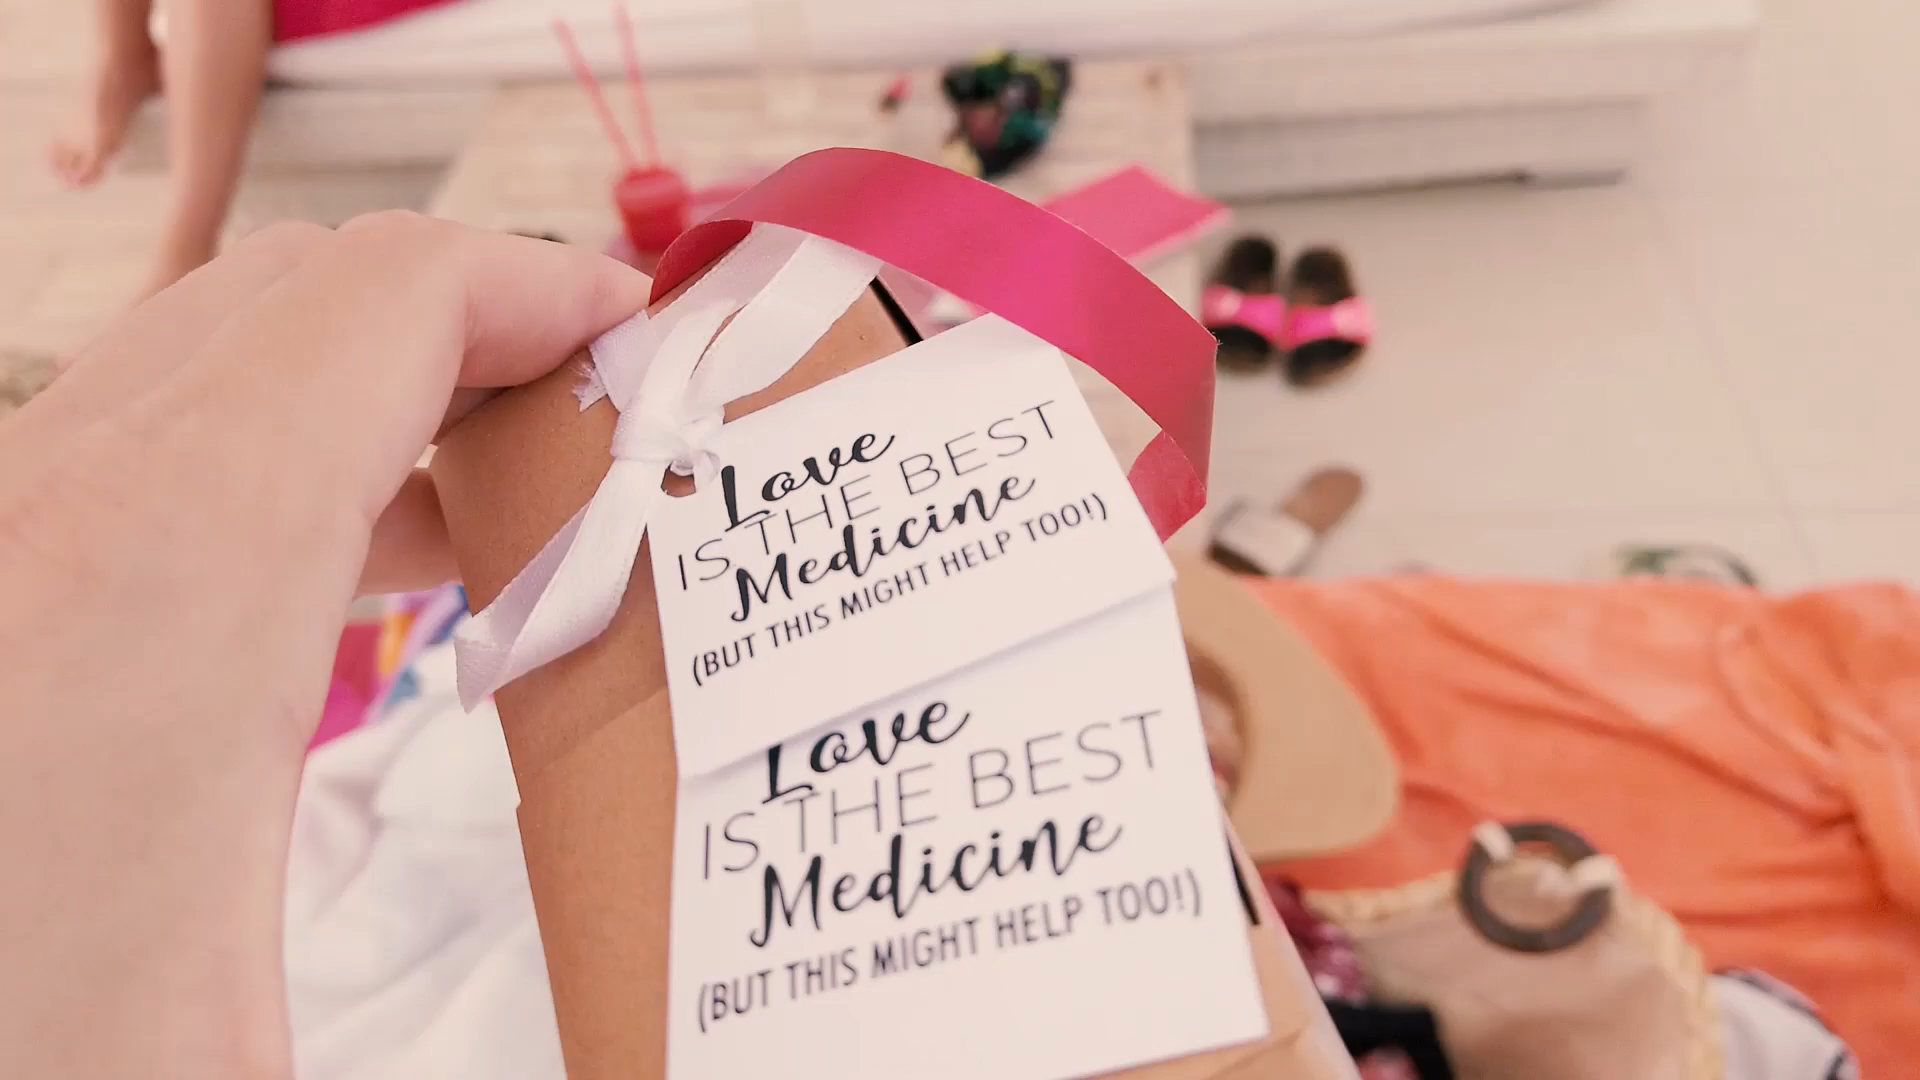 Love
IS THE BEST
Medicine
(BUT THIS MIGHT HELP TOO!)
Love
IS THE BEST
Medicine
(BUT THIS MIGHT HELP TOO!)